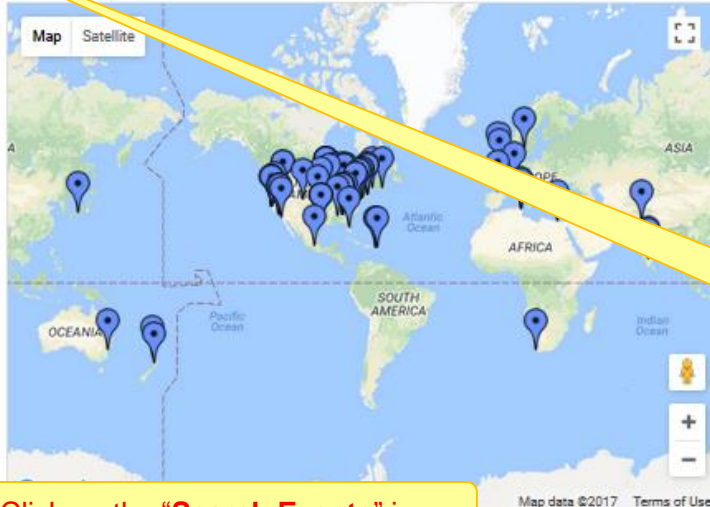 Map Satellite
ASIA
Atlantic
Ocean
AFRICA
SOUTH
AMERICA
OCEANIA
Pacific
Ocean
Indian
Ocean
Map data ©2017 Terms of Use